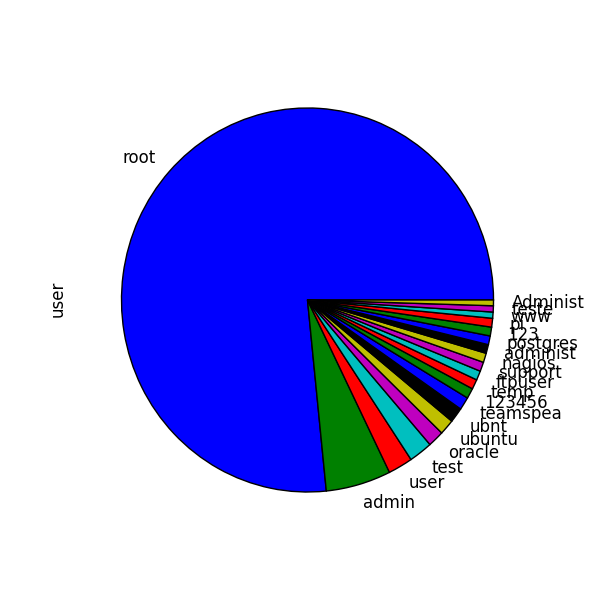 root
user
Administ
teste
www
pi
123
postgres
administ
nagios
support
ftpuser
temp
123456
teamspea
ubnt
ubuntu
oracle
test
user
admin